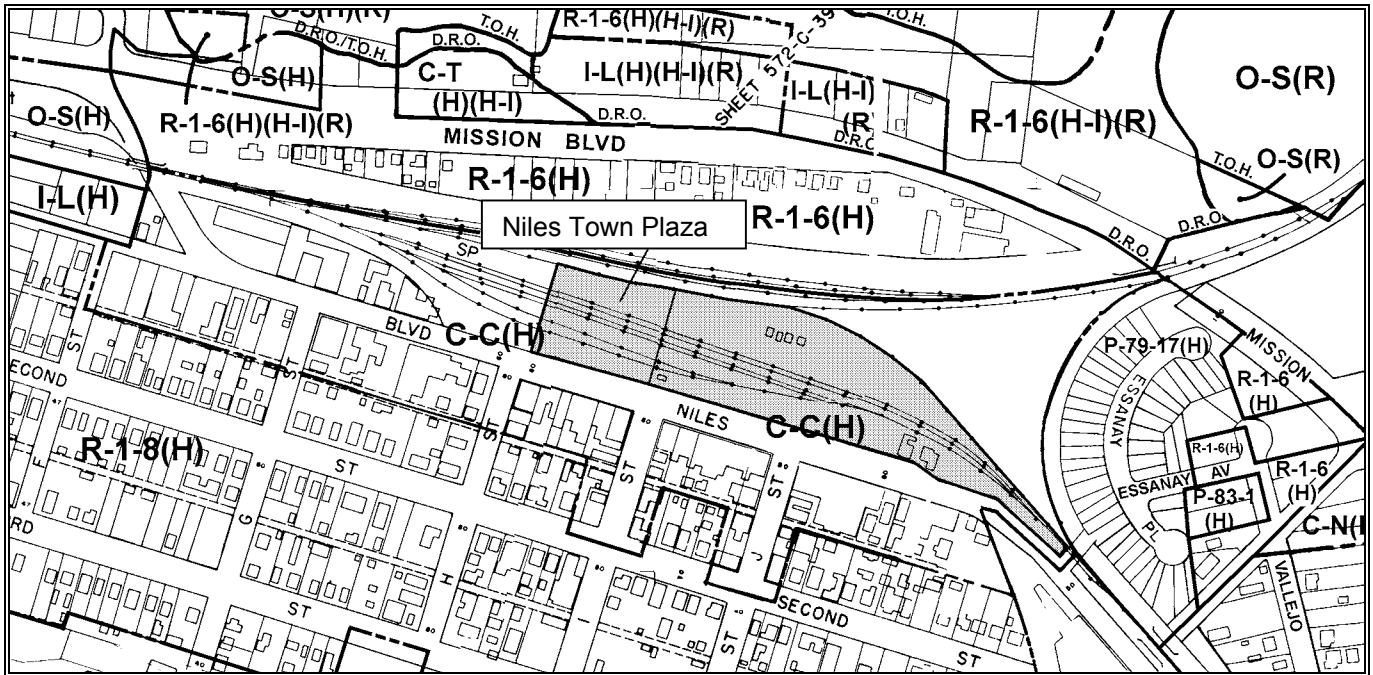 O-S(H)(R)
T.O.H.
R-1-6(H)(H-I)(R)
T.O.H.
D.R.O./T.O.H.
D.R.O.
O-S(H)
C-T
(H)(H-I)
I-L(H)(H-I)(R)
SHEET 572-C-39
I-L(H-I)
(R
O-S(R)
O-S(H)
R-1-6(H)(H-I)(R)
D.R.O.
D.R.O
R-1-6(H-I)(R)
MISSION BLVD
T.O.H.
O-S(R)
I-L(H)
R-1-6(H)
R-1-6(H)
Niles Town Plaza
D.R.O.
D.R.O.
SP
BLVD
C-C(H)
P-79-17(H)
MISSION
R-1-6
(H)
ST
ST
ECOND
NILES
C-C(H)
ESSANAY
R-1-8(H)
ST
ST
ST
ST
R-1-6(H)
R-1-6
(H)
ESSANAY
AV
P-83-1
(H)
F
G
PL
C-N(H
RD
H
J
VALLEJO
ST
I
ST
SECOND
ST